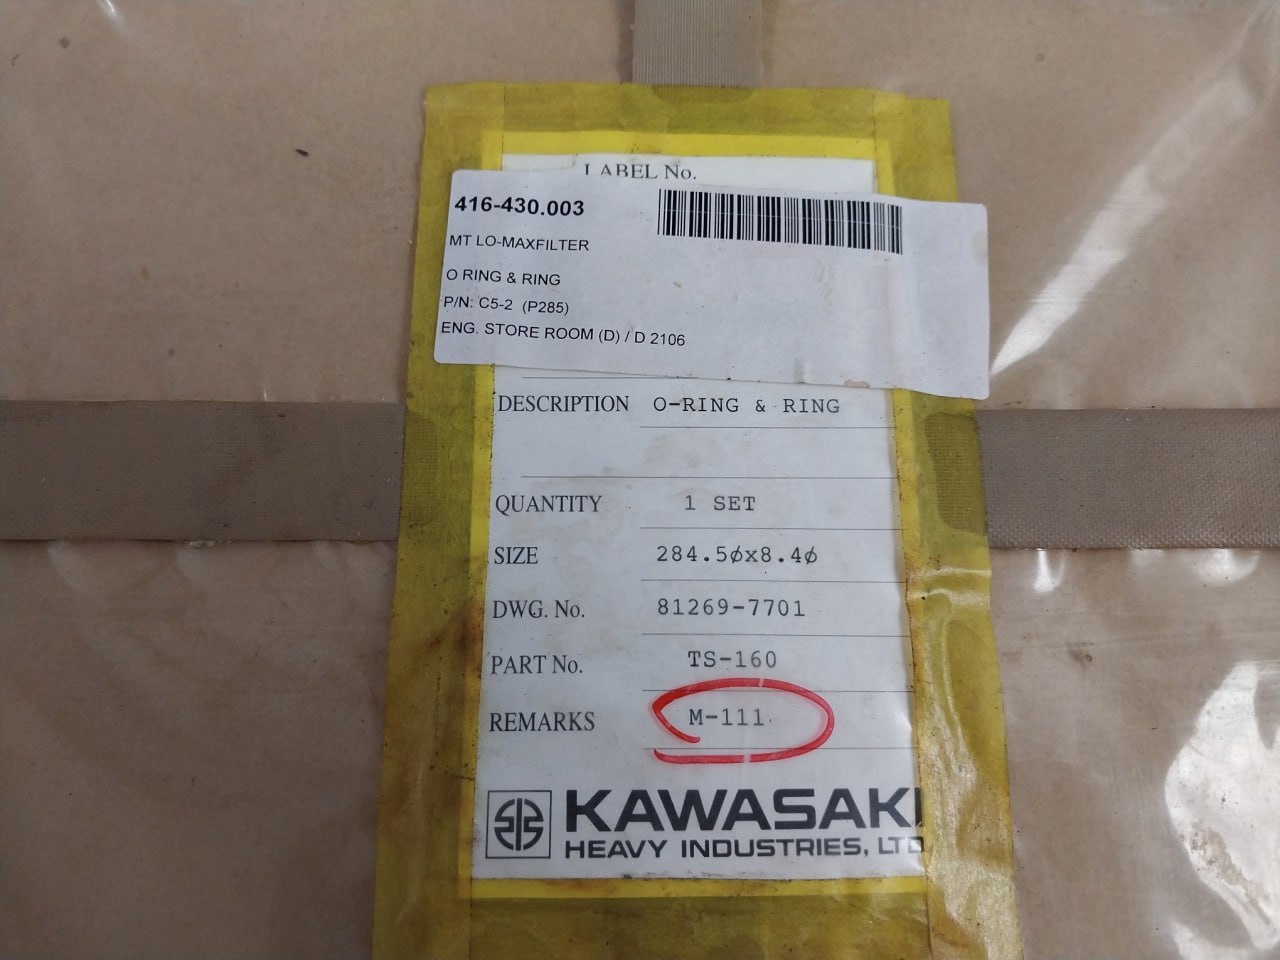 LABEL No.
416-430.003
MT LO-MAXFILTER
O RING & RING
P/N: C5-2 (P285)
ENG. STORE ROOM (D) / D 2106
DESCRIPTION O-RING & RING
QUANTITY 1 SET
SIZE 284.5ϕx8.4ϕ
DWG. No. 81269-7701
PART No. TS-160
REMARKS M-111
KAWASAKI
HEAVY INDUSTRIES, LTD